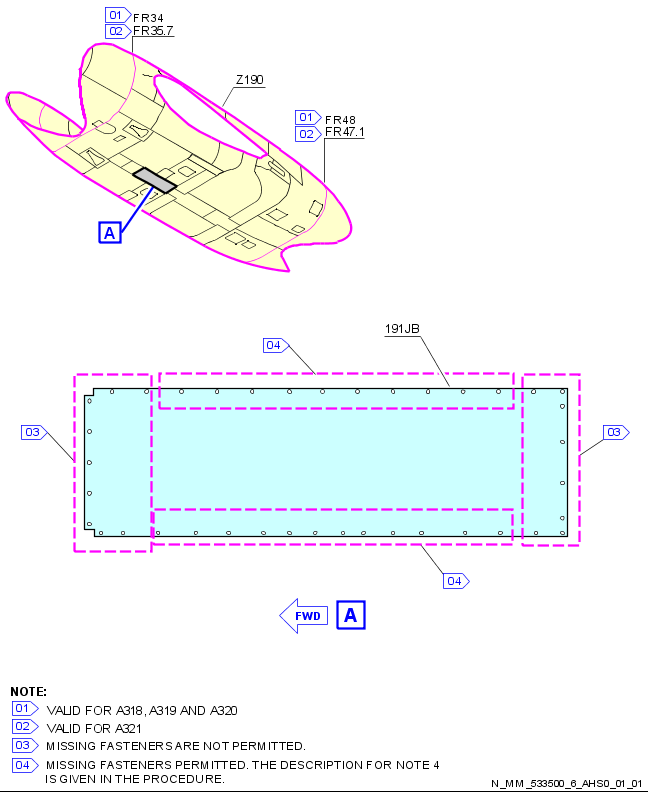 01 FR34
02 FR35.7
Z190
01 FR48
02 FR47.1
A
191JB
04
03
03
04
FWD A
NOTE:
01 VALID FOR A318, A319 AND A320
02 VALID FOR A321
03 MISSING FASTENERS ARE NOT PERMITTED.
04 MISSING FASTENERS PERMITTED. THE DESCRIPTION FOR NOTE 4
IS GIVEN IN THE PROCEDURE.
N_MM_533500_6_AHS0_01_01